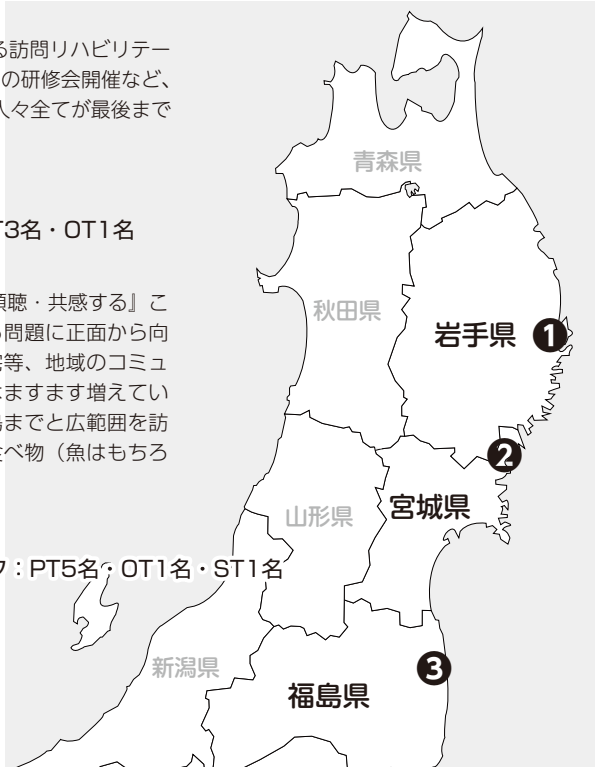 る訪問リハビリテー
の研修会開催など、
人々全てが最後まで
T3名・OT1名
傾聴・共感する』こ
問題に正面から向
等、地域のコミュ
ますます増えてい
島までと広範囲を訪
食べ物（魚はもちろ
：PT5名・OT1名・ST1名
青森県
秋田県
岩手県
1
2
宮城県
山形県
新潟県
3
福島県